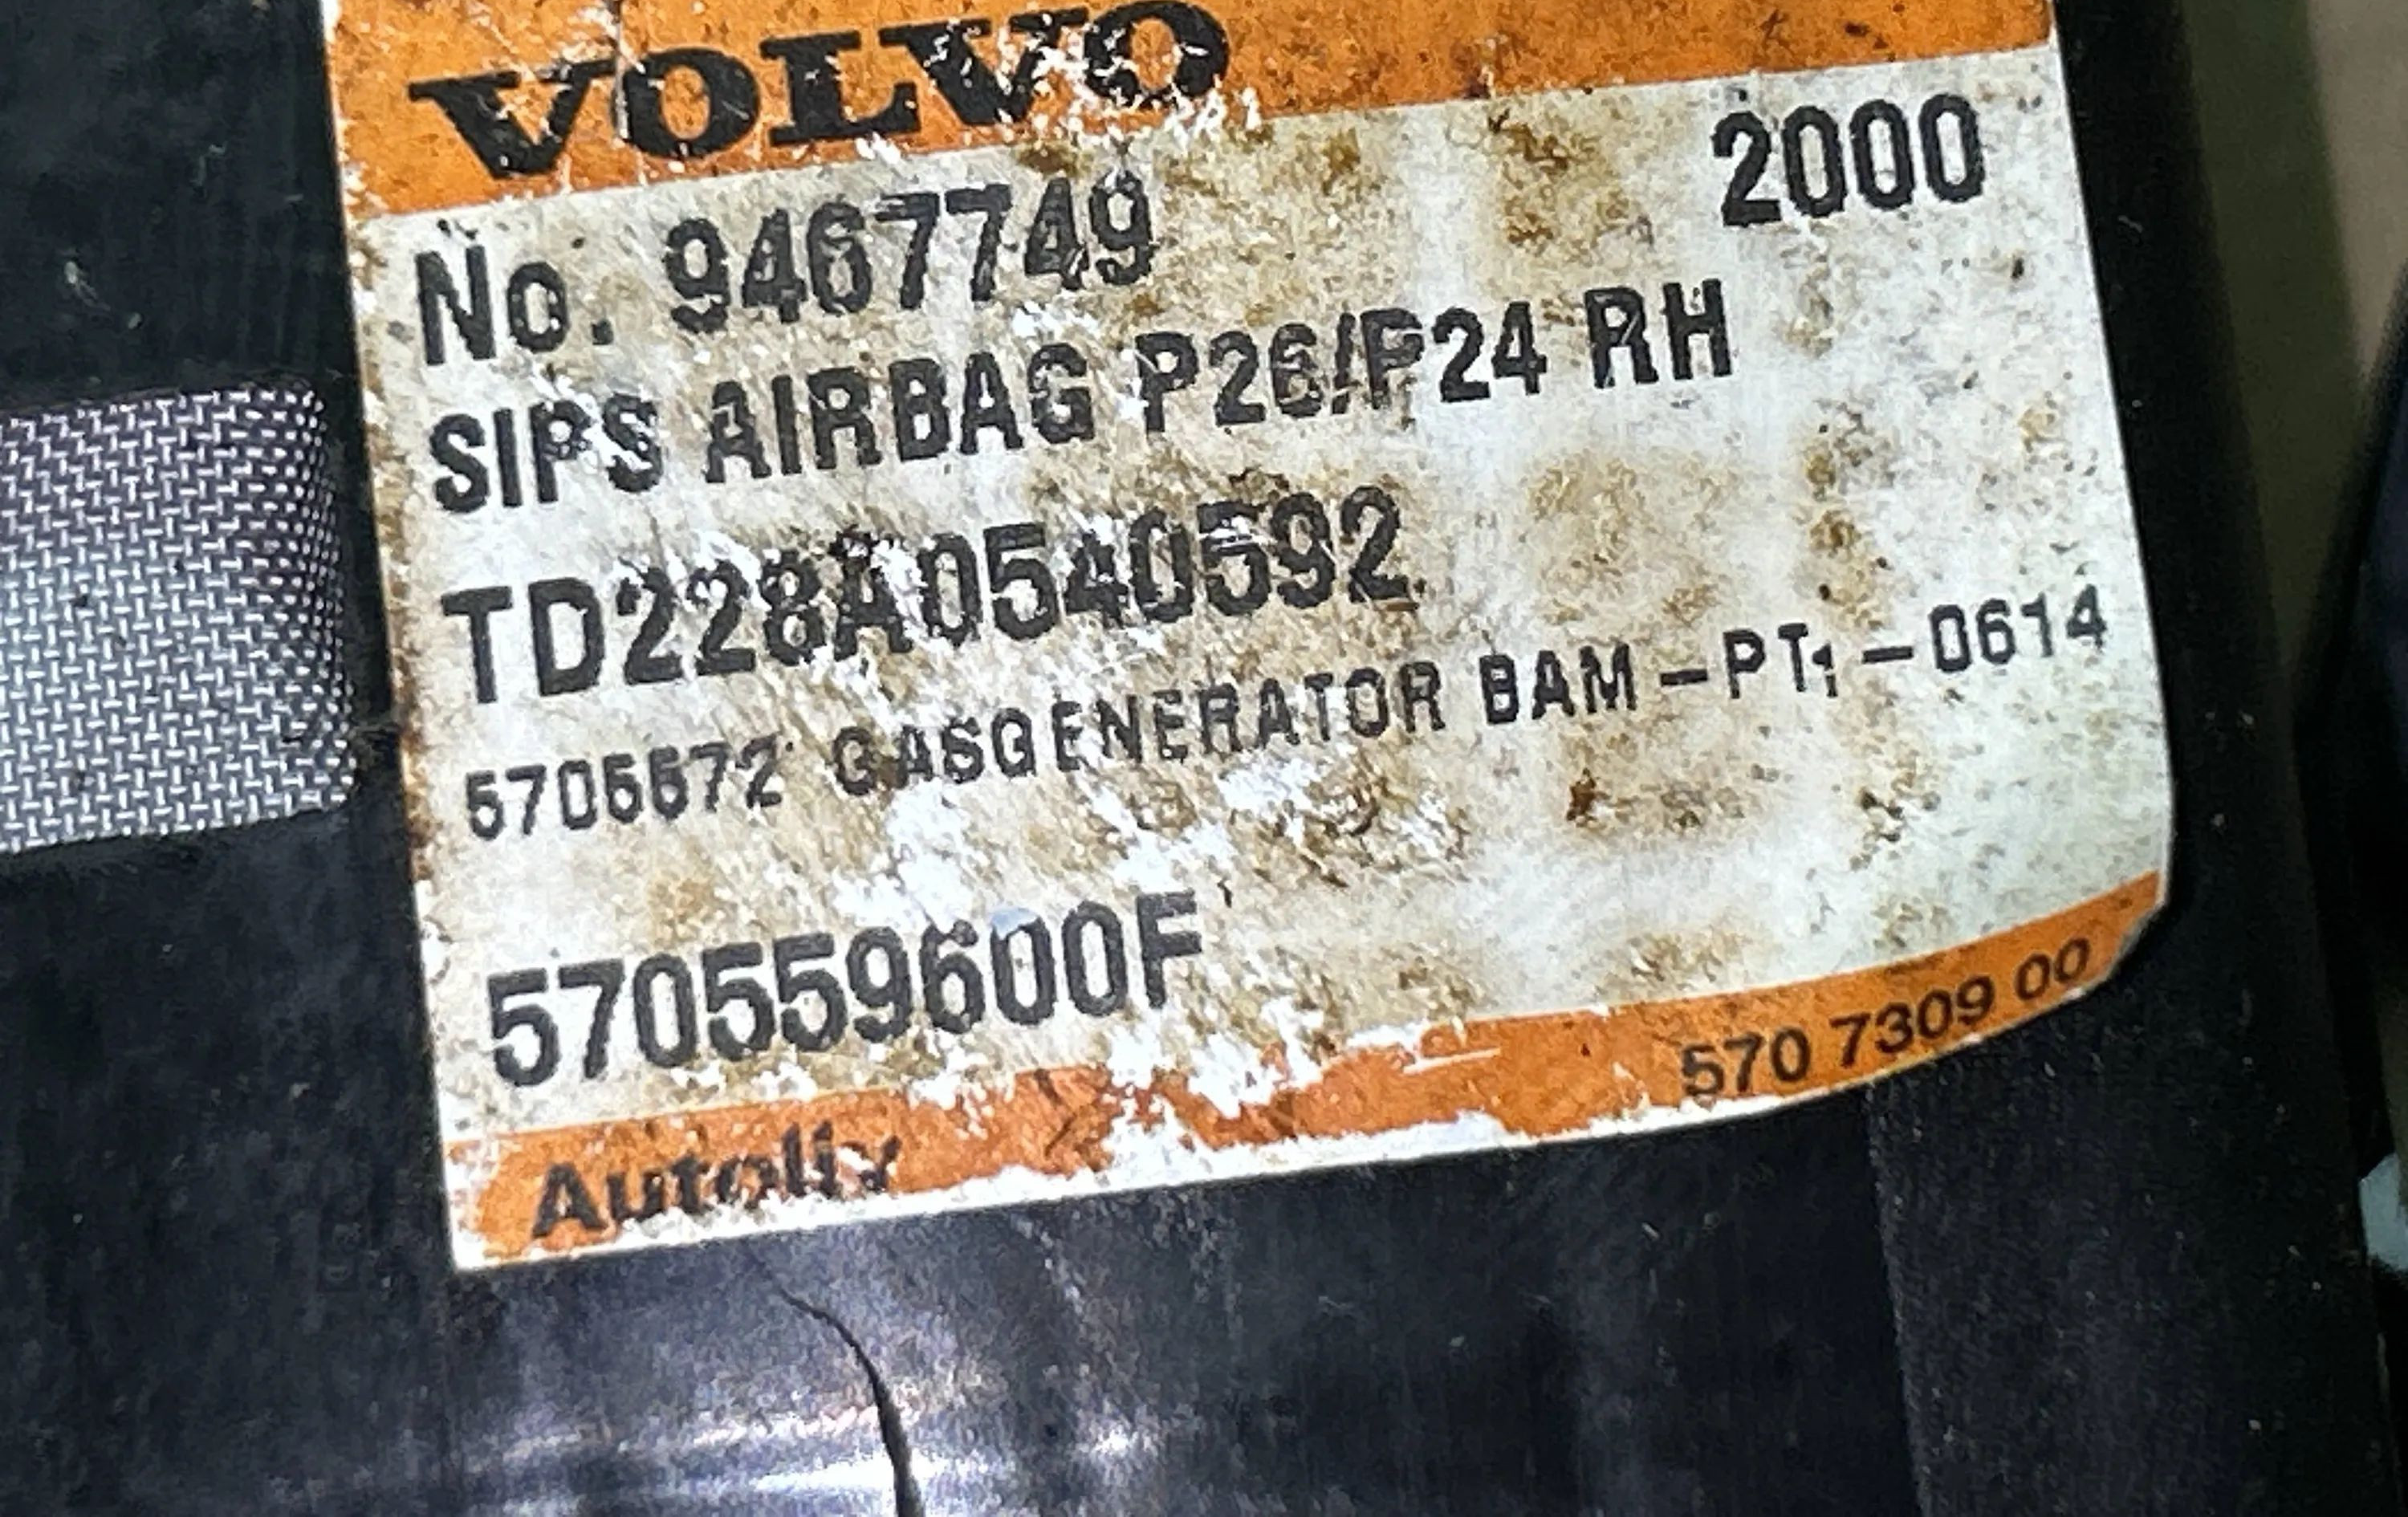 VOLVO
No. 9467749 2000
SIPS AIRBAG P26/P24 RH
TD228A0540592
GASGENERATOR BAM -PT1-0614
570559600F
Autoliv 570 7309 00